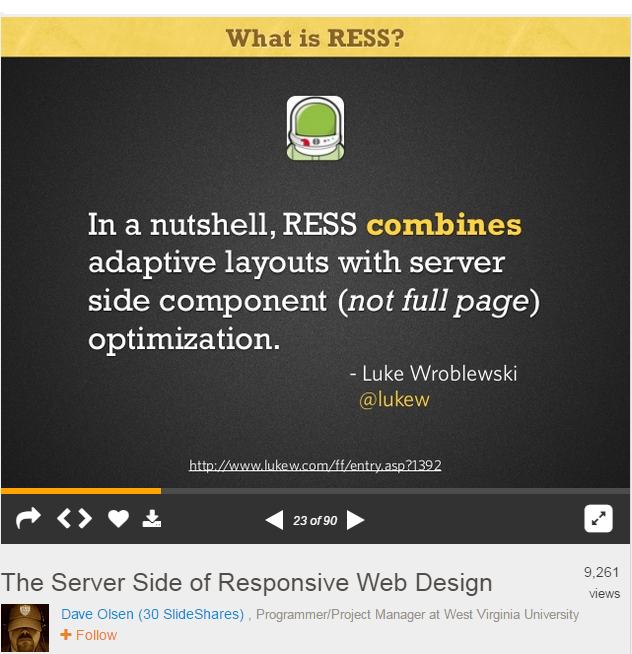 What is RESS?
In a nutshell, RESS combines
adaptive layouts with server
side component (not full page)
optimization.
- Luke Wroblewski
@lukew
http://www.lukew.com/ff/entry.asp?1392
23 of 90
The Server Side of Responsive Web Design
9,261
views
Dave Olsen (30 SlideShares) , Programmer/Project Manager at West Virginia University
+ Follow